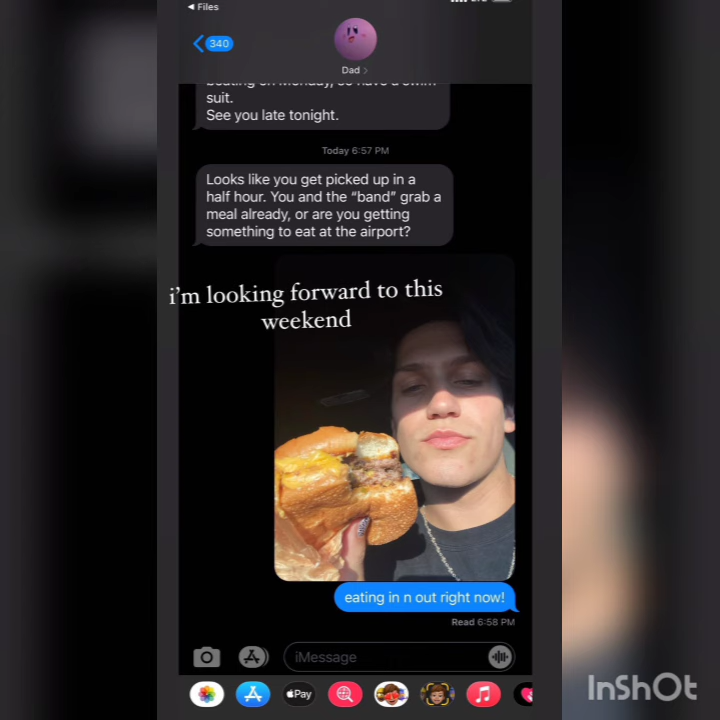 Files
340
Dad
suit.
See you late tonight.
Today 6:57 PM
Looks like you get picked up in a
half hour. You and the “band” grab a
meal already, or are you getting
something to eat at the airport?
i’m looking forward to this
weekend
eating in n out right now!
Read 6:58 PM
iMessage
Pay
InShOt